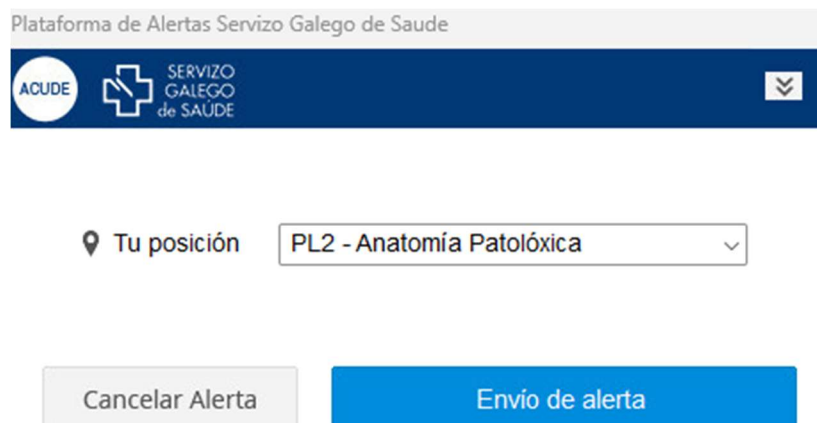 Plataforma de Alertas Servizo Galego de Saude
ACUDE
SERVIZO
GALEGO
de SAÚDE
Tu posición
PL2 - Anatomía Patolóxica
Cancelar Alerta
Envío de alerta